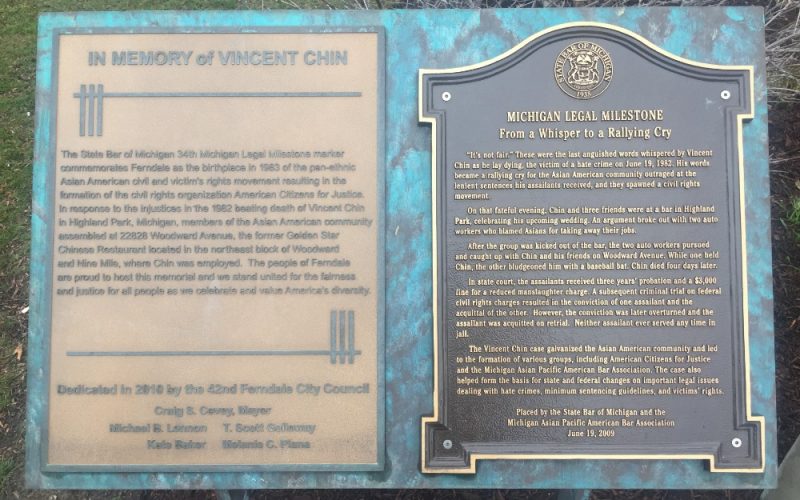 IN MEMORY of VINCENT CHIN
The State Bar of Michigan 34th Michigan Legal Milestone marker
commemorates Ferndale as the birthplace in 1983 of the pan-ethnic
Asian American civil and victim's rights movement resulting in the
formation of the civil rights organization American Citizens for Justice.
In response to the injustices in the 1982 beating death of Vincent Chin
in Highland Park, Michigan, members of the Asian American community
assembled at 22828 Woodward Avenue, the former Golden Star
Chinese Restaurant located in the northeast block of Woodward
and Nine Mile, where Chin was employed. The people of Ferndale
are proud to host this memorial and we stand united for the fairness
and justice for all people as we celebrate and value America's diversity.
Dedicated in 2010 by the 42nd Ferndale City Council
Craig S. Covey, Mayor
Michael B. Lennon T. Scott Galloway
Kate Baker Melanie C. Piana
STATE BAR OF MICHIGAN
1935
MICHIGAN LEGAL MILESTONE
From a Whisper to a Rallying Cry
"It's not fair." These were the last anguished words whispered by Vincent
Chin as he lay dying, the victim of a hate crime on June 19, 1982. His words
became a rallying cry for the Asian American community outraged at the
lenient sentences his assailants received, and they spawned a civil rights
movement.
On that fateful evening, Chin and three friends were at a bar in Highland
Park, celebrating his upcoming wedding. An argument broke out with two auto
workers who blamed Asians for taking away their jobs.
After the group was kicked out of the bar, the two auto workers pursued
and caught up with Chin and his friends on Woodward Avenue. While one held
Chin, the other bludgeoned him with a baseball bat. Chin died four days later.
In state court, the assailants received three years' probation and a $3,000
fine for a reduced manslaughter charge. A subsequent criminal trial on federal
civil rights charges resulted in the conviction of one assailant and the
acquittal of the other. However, the conviction was later overturned and the
assailant was acquitted on retrial. Neither assailant ever served any time in
jail.
The Vincent Chin case galvanized the Asian American community and led
to the formation of various groups, including American Citizens for Justice
and the Michigan Asian Pacific American Bar Association. The case also
helped form the basis for state and federal changes on important legal issues
dealing with hate crimes, minimum sentencing guidelines, and victims' rights.
Placed by the State Bar of Michigan and the
Michigan Asian Pacific American Bar Association
June 19, 2009